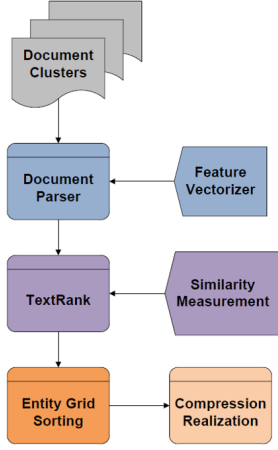 Document
Clusters
Document
Parser
Feature
Vectorizer
TextRank
Similarity
Measurement
Entity Grid
Sorting
Compression
Realization